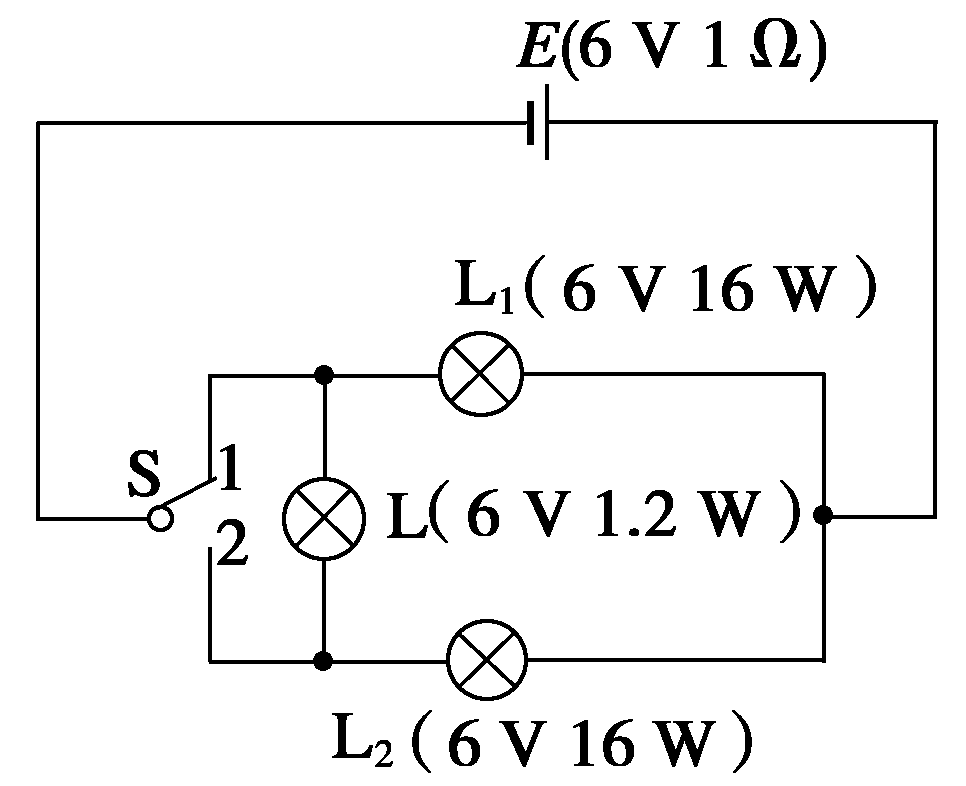 E(6 V 1 Ω)
L₁( 6 V 16 W )
S
1
L( 6 V 1.2 W )
2
L₂( 6 V 16 W )